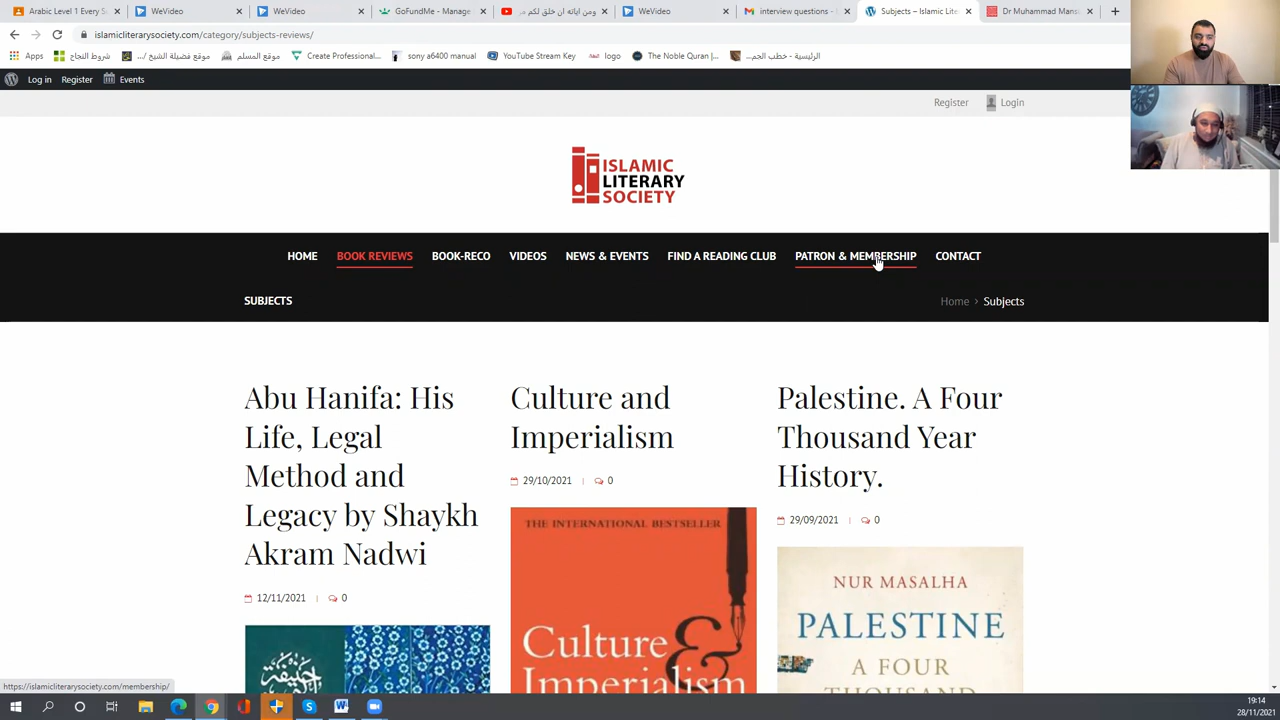 Arabic Level 1 Every S
WeVideo
WeVideo
GoFundMe - Manage
ومن اياته ان خلق لكم مر
WeVideo
interview questions -
Subjects – Islamic Lite
Dr Muhammad Mans
islamicliterarysociety.com/category/subjects-reviews/
Apps
شروط النجاح
موقع فضيلة الشيخ /...
موقع المسلم
Create Professional...
sony a6400 manual
YouTube Stream Key
logo
The Noble Quran |...
الرئيسية - خطب الجم...
Log in
Register
Events
Register
Login
ISLAMIC
LITERARY
SOCIETY
HOME
BOOK REVIEWS
BOOK-RECO
VIDEOS
NEWS & EVENTS
FIND A READING CLUB
PATRON & MEMBERSHIP
CONTACT
SUBJECTS
Home › Subjects
Abu Hanifa: His
Life, Legal
Method and
Legacy by Shaykh
Akram Nadwi
12/11/2021 | 0
Culture and
Imperialism
29/10/2021 | 0
THE INTERNATIONAL BESTSELLER
Culture &
Imperialism
Palestine. A Four
Thousand Year
History.
29/09/2021 | 0
NUR MASALHA
PALESTINE
A FOUR
THOUSAND
https://islamicliterarysociety.com/membership/
19:14
28/11/2021